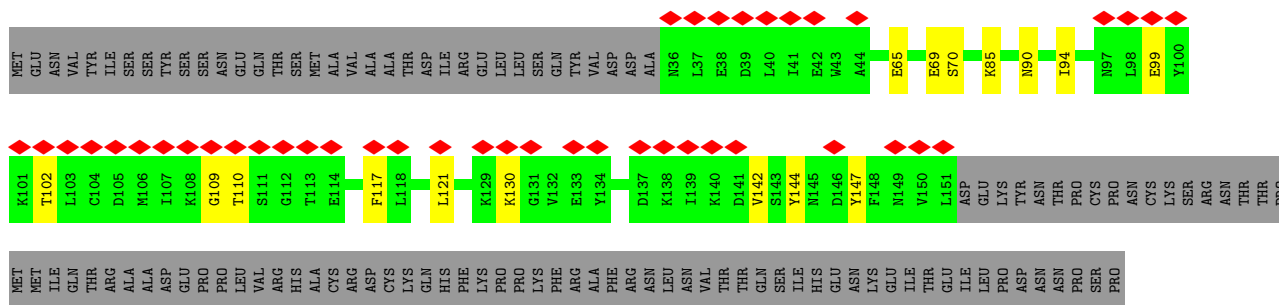 MET GLU ASN VAL TYR ILE SER SER TYR SER SER ASN GLU GLN THR SER MET ALA VAL ALA ALA THR ASP ILE ARG GLU LEU LEU SER GLN TYR VAL ASP ASP ALA N36 L37 E38 D39 L40 I41 E42 W43 A44 E65 E69 S70 K85 N90 I94 N97 L98 E99 Y100
K101 T102 L103 C104 D105 M106 I107 K108 G109 T110 S111 G112 T113 E114 F117 L118 L121 K129 K130 G131 V132 E133 Y134 D137 K138 I139 K140 D141 V142 S143 Y144 N145 D146 Y147 F148 N149 V150 L151 ASP GLU LYS TYR ASN THR PRO CYS PRO ASN CYS LYS SER ARG ASN THR THR
MET MET ILE GLN THR ARG ALA ALA ASP GLU PRO PRO LEU VAL ARG HIS ALA CYS ARG ASP CYS LYS GLN HIS PHE LYS PRO PRO LYS PHE ARG ALA PHE ARG ASN LEU ASN VAL THR THR GLN SER ILE HIS GLU ASN LYS GLU ILE THR GLU ILE LEU PRO ASP ASN ASN PRO SER PRO